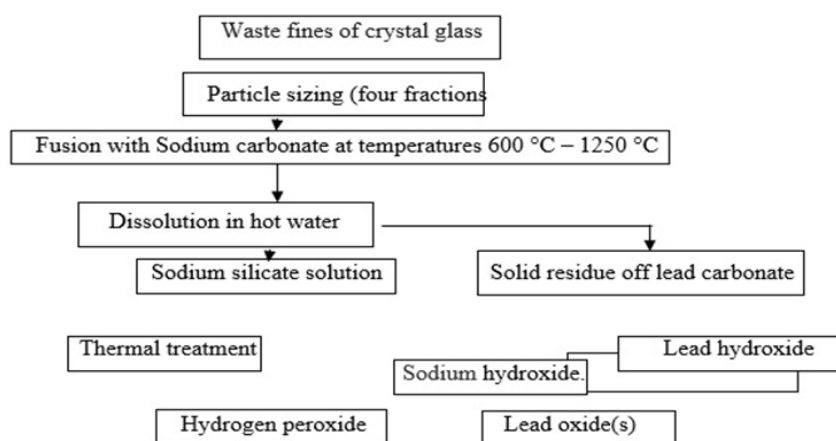 Waste fines of crystal glass
Particle sizing (four fractions
Fusion with Sodium carbonate at temperatures 600 °C – 1250 °C
Dissolution in hot water
Sodium silicate solution
Solid residue off lead carbonate
Thermal treatment
Lead hydroxide
Sodium hydroxide.
Hydrogen peroxide
Lead oxide(s)